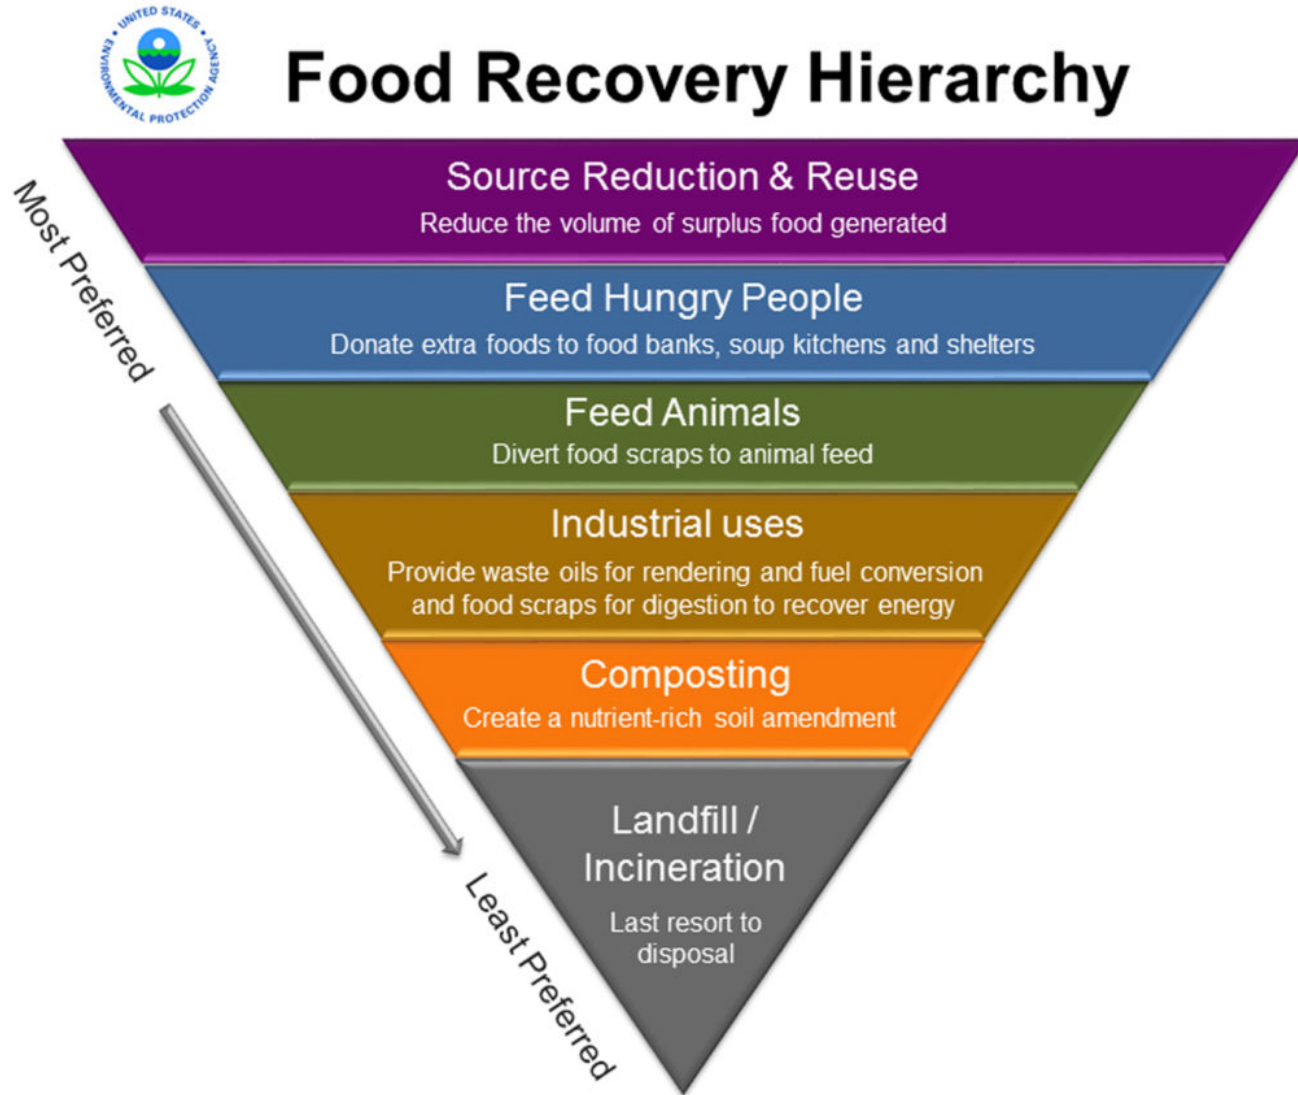 UNITED STATES
ENVIRONMENTAL PROTECTION AGENCY
Food Recovery Hierarchy
Most Preferred
Source Reduction & Reuse
Reduce the volume of surplus food generated
Feed Hungry People
Donate extra foods to food banks, soup kitchens and shelters
Feed Animals
Divert food scraps to animal feed
Industrial uses
Provide waste oils for rendering and fuel conversion
and food scraps for digestion to recover energy
Composting
Create a nutrient-rich soil amendment
Landfill /
Incineration
Last resort to
disposal
Least Preferred